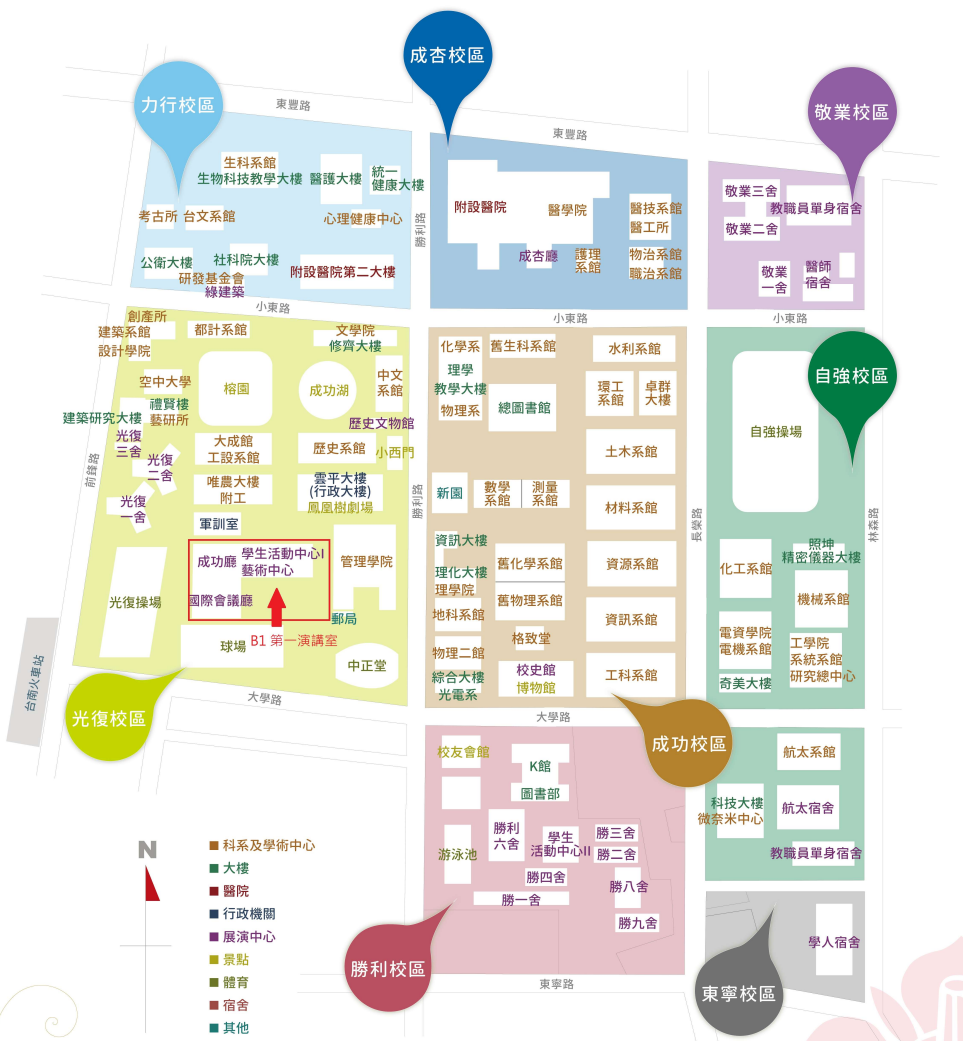 成杏校區
力行校區
敬業校區
東豐路
東豐路
生科系館
生物科技教學大樓
醫護大樓
統一
健康大樓
考古所
台文系館
心理健康中心
公衛大樓
社科院大樓
研發基金會
綠建築
附設醫院第二大樓
勝利路
附設醫院
醫學院
醫技系館
醫工所
成杏廳
護理
系館
物治系館
職治系館
敬業三舍
教職員單身宿舍
敬業二舍
敬業
一舍
醫師
宿舍
小東路
小東路
小東路
創產所
建築系館
設計學院
都計系館
文學院
修齊大樓
空中大學
榕園
成功湖
中文
系館
禮賢樓
藝研所
建築研究大樓
歷史文物館
光復
三舍
光復
二舍
光復
一舍
大成館
工設系館
歷史系館
小西門
唯農大樓
附工
雲平大樓
(行政大樓)
鳳凰樹劇場
軍訓室
前鋒路
成功廳
學生活動中心I
藝術中心
管理學院
國際會議廳
光復操場
郵局
球場
B1 第一演講室
中正堂
台南火車站
光復校區
大學路
勝利路
化學系
舊生科系館
水利系館
理學
教學大樓
總圖書館
環工
系館
卓群
大樓
物理系
土木系館
新園
數學
系館
測量
系館
材料系館
資訊大樓
理化大樓
理學院
舊化學系館
資源系館
地科系館
舊物理系館
資訊系館
物理二館
格致堂
綜合大樓
光電系
校史館
博物館
工科系館
大學路
成功校區
長榮路
自強校區
自強操場
林森路
照坤
精密儀器大樓
化工系館
機械系館
電資學院
電機系館
工學院
系統系館
研究總中心
奇美大樓
航太系館
科技大樓
微奈米中心
航太宿舍
教職員單身宿舍
校友會館
K館
圖書部
游泳池
勝利
六舍
學生
活動中心II
勝三舍
勝二舍
勝四舍
勝一舍
勝八舍
勝九舍
勝利校區
東寧路
學人宿舍
東寧校區
N
科系及學術中心
大樓
醫院
行政機關
展演中心
景點
體育
宿舍
其他